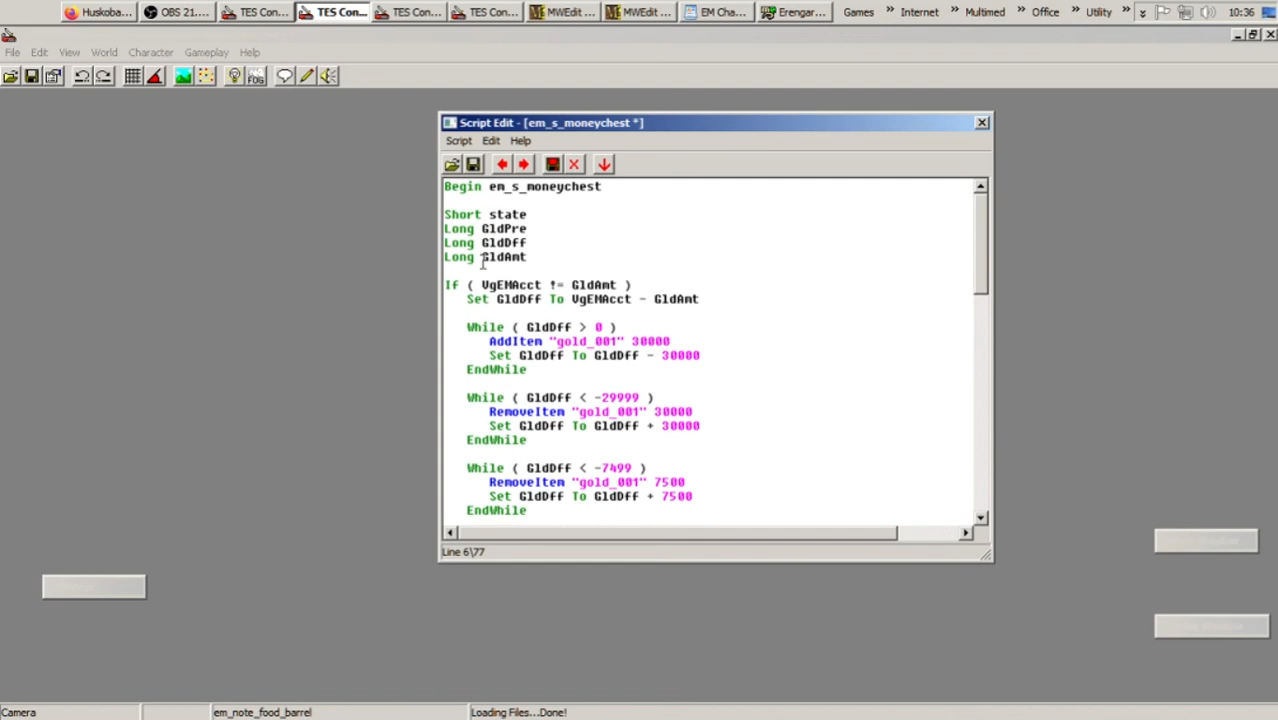 Huskoba...
OBS 21....
TES Con...
TES Con...
TES Con...
TES Con...
MWEdit ...
MWEdit ...
EM Cha...
Erengar...
Games »
Internet »
Multimed »
Office »
Utility »
10:36
File Edit View World Character Gameplay Help
FOG
Script Edit - [em_s_moneychest *]
Script Edit Help
Begin em_s_moneychest
Short state
Long GldPre
Long GldDff
Long GldAmt
If ( VgEMAcct != GldAmt )
Set GldDff To VgEMAcct - GldAmt
While ( GldDff > 0 )
AddItem "gold_001" 30000
Set GldDff To GldDff - 30000
EndWhile
While ( GldDff < -29999 )
RemoveItem "gold_001" 30000
Set GldDff To GldDff + 30000
EndWhile
While ( GldDff < -7499 )
RemoveItem "gold_001" 7500
Set GldDff To GldDff + 7500
EndWhile
Line 6\77
Camera
em_note_food_barrel
Loading Files...Done!